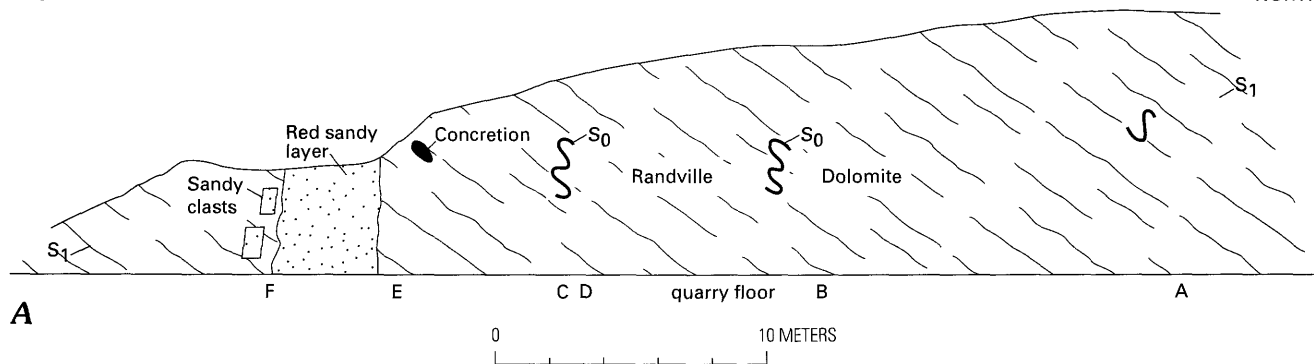 Red sandy
layer
Concretion
S0
S0
S1
Sandy
clasts
Randville
Dolomite
S1
F E C D quarry floor B A
A
0 10 METERS